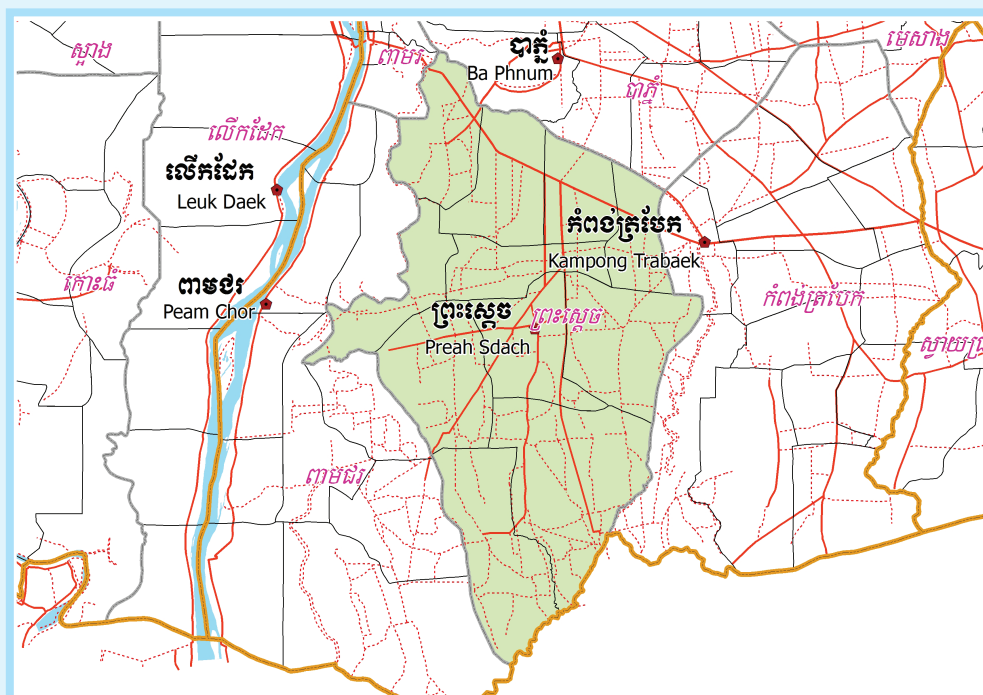 ស្អាង
ពាមរ
បាភ្នំ
Ba Phnum
មេសាង
បាភ្នំ
លើកដែក
លើកដែក
Leuk Daek
កំពង់ត្របែក
Kampong Trabaek
កោះធំ
ពាមជរ
Peam Chor
ព្រះស្តេច
ព្រះស្តេច
Preah Sdach
កំពង់ត្របែក
ពាមជរ